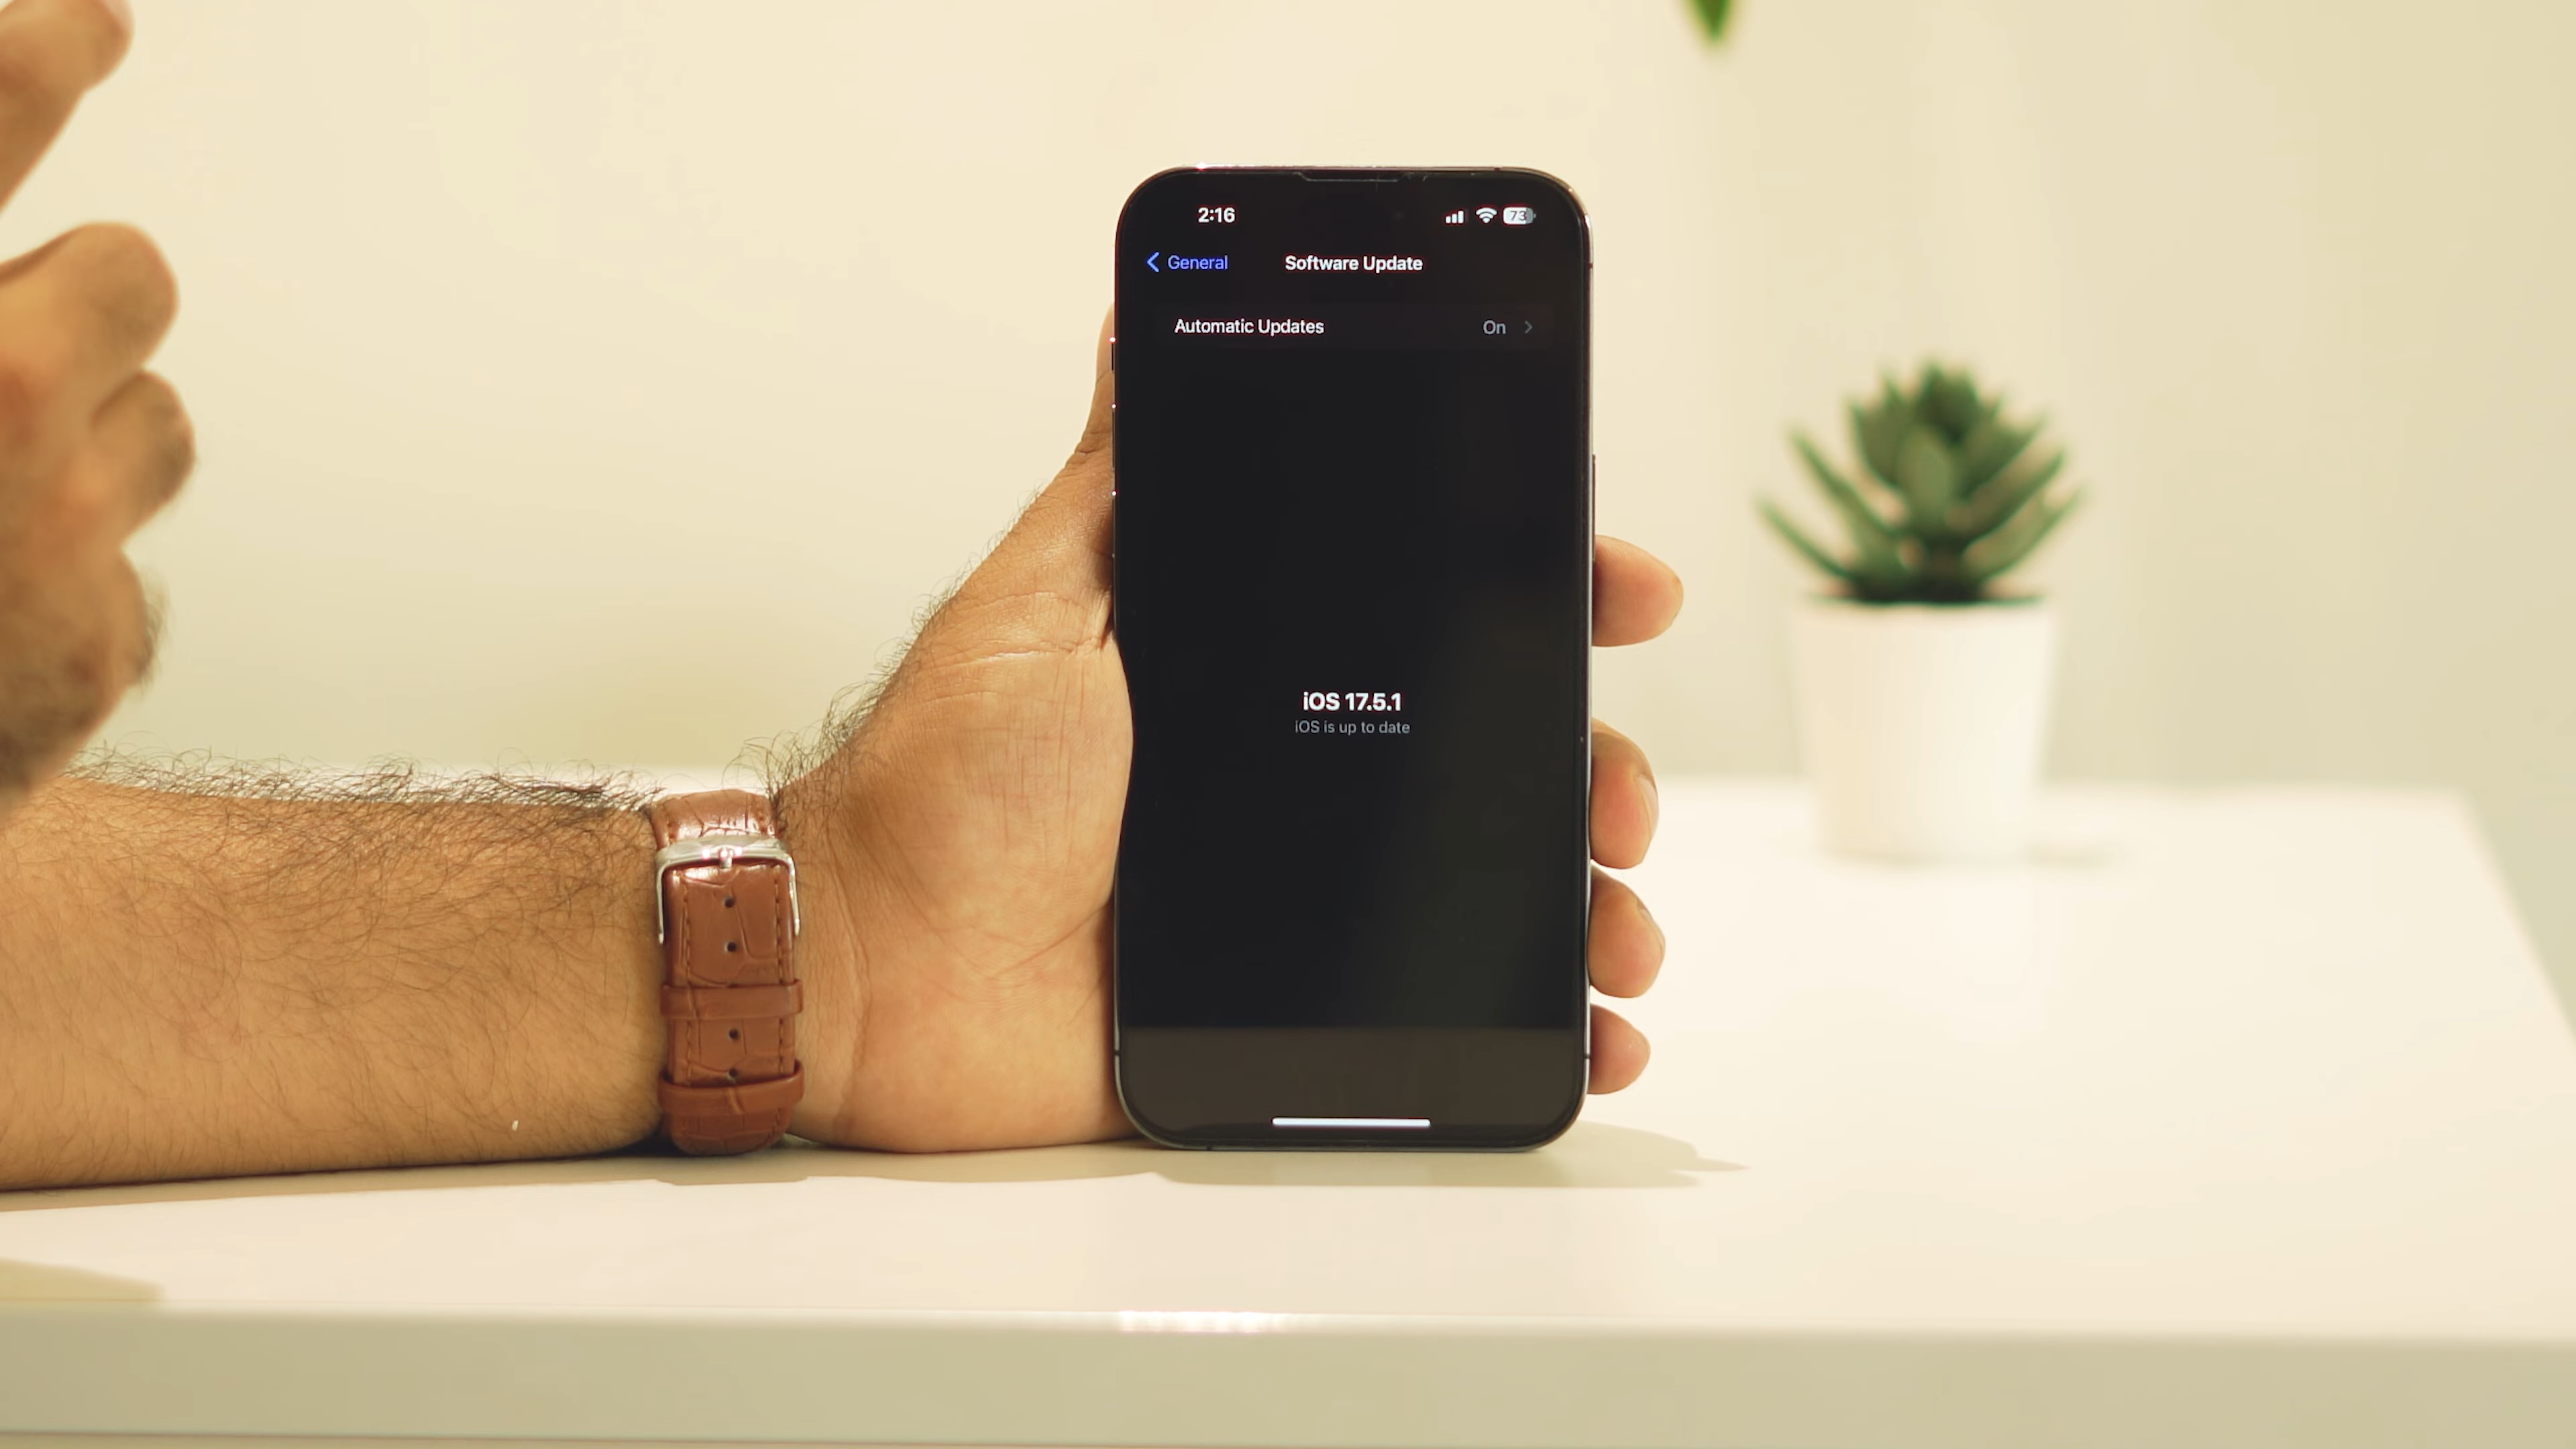 2:16
73
General
Software Update
Automatic Updates
On
iOS 17.5.1
iOS is up to date